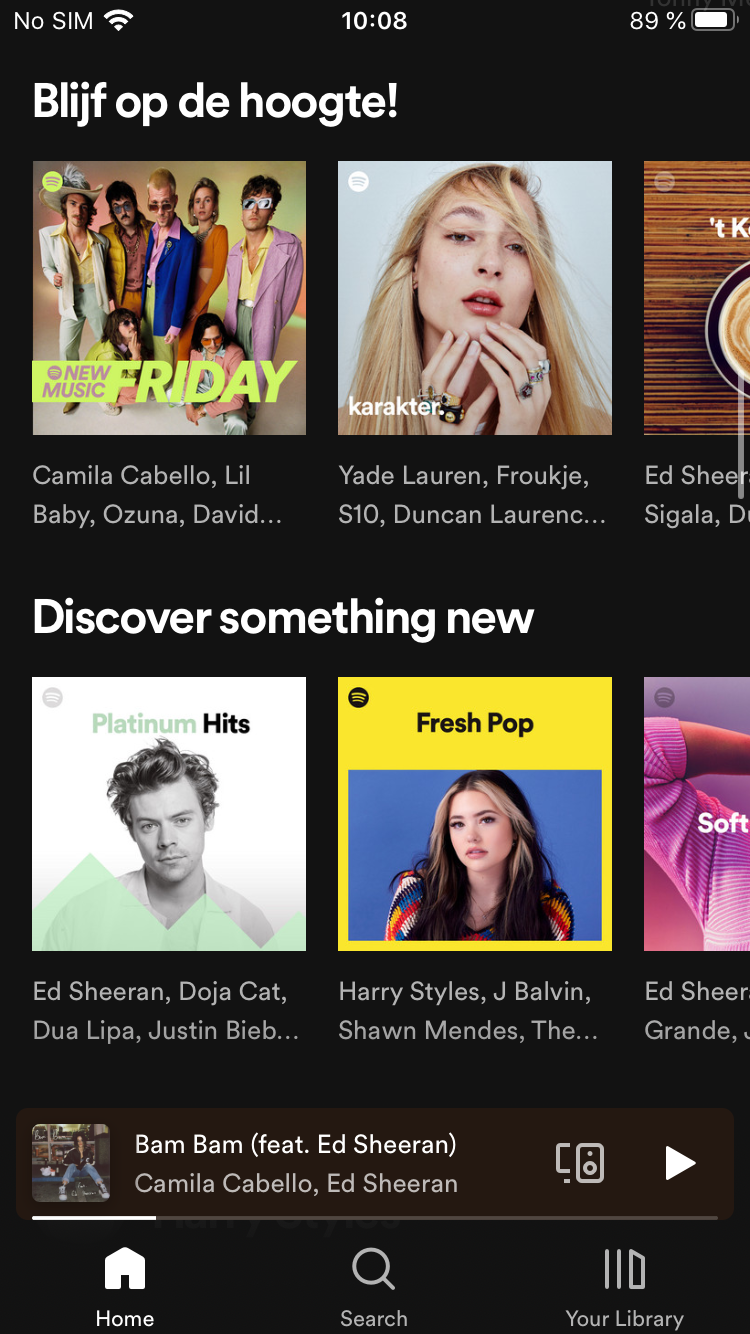 No SIM 10:08 89 %
Blijf op de hoogte!
NEW
MUSIC FRIDAY
karakter.
't K
Camila Cabello, Lil
Baby, Ozuna, David...
Yade Lauren, Froukje,
S10, Duncan Laurenc...
Ed Sheer
Sigala, Du
Discover something new
Platinum Hits
Fresh Pop
Soft
Ed Sheeran, Doja Cat,
Dua Lipa, Justin Bieb...
Harry Styles, J Balvin,
Shawn Mendes, The...
Ed Sheer
Grande, J
Bam Bam (feat. Ed Sheeran)
Camila Cabello, Ed Sheeran
Harry Styles
Home Search Your Library